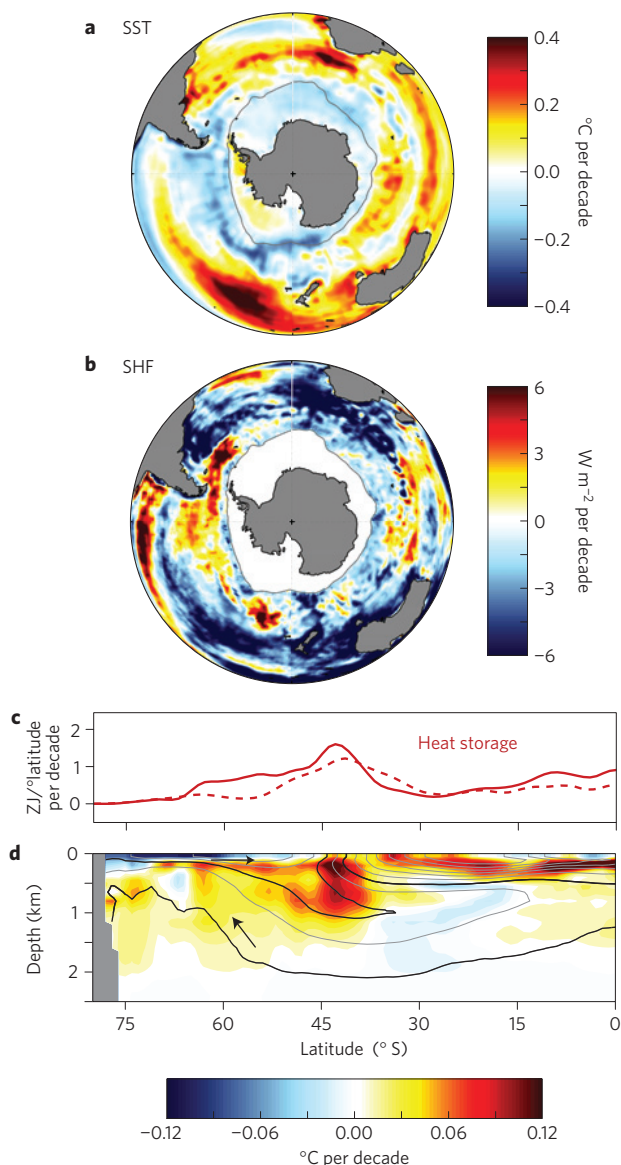 a SST
0.4
0.2
0.0
−0.2
−0.4
°C per decade
b SHF
6
3
0
−3
−6
W m−2 per decade
c
2
1
0
ZJ/°latitude
per decade
Heat storage
d
0
1
2
Depth (km)
75 60 45 30 15 0
Latitude (° S)
−0.12 −0.06 0.00 0.06 0.12
°C per decade